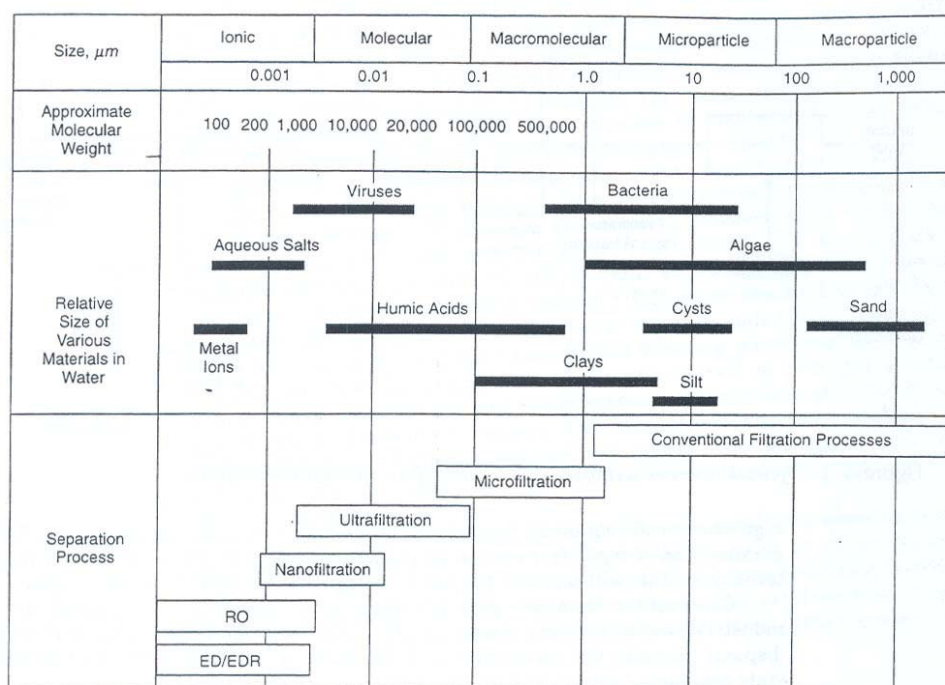 Size, μm
Ionic Molecular Macromolecular Microparticle Macroparticle
0.001 0.01 0.1 1.0 10 100 1,000
Approximate
Molecular
Weight
100 200 1,000 10,000 20,000 100,000 500,000
Relative
Size of
Various
Materials in
Water
Viruses Bacteria
Aqueous Salts Algae
Humic Acids Cysts Sand
Metal
Ions
Clays
Silt
Separation
Process
Conventional Filtration Processes
Microfiltration
Ultrafiltration
Nanofiltration
RO
ED/EDR